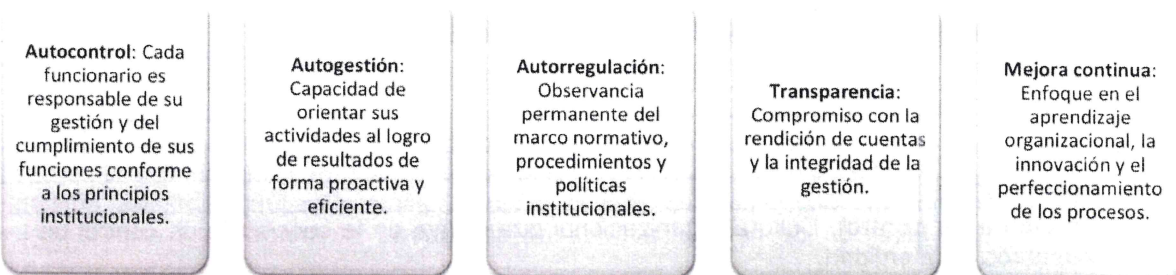 Autocontrol: Cada
funcionario es
responsable de su
gestión y del
cumplimiento de sus
funciones conforme
a los principios
institucionales.
Autogestión:
Capacidad de
orientar sus
actividades al logro
de resultados de
forma proactiva y
eficiente.
Autorregulación:
Observancia
permanente del
marco normativo,
procedimientos y
políticas
institucionales.
Transparencia:
Compromiso con la
rendición de cuentas
y la integridad de la
gestión.
Mejora continua:
Enfoque en el
aprendizaje
organizacional, la
innovación y el
perfeccionamiento
de los procesos.